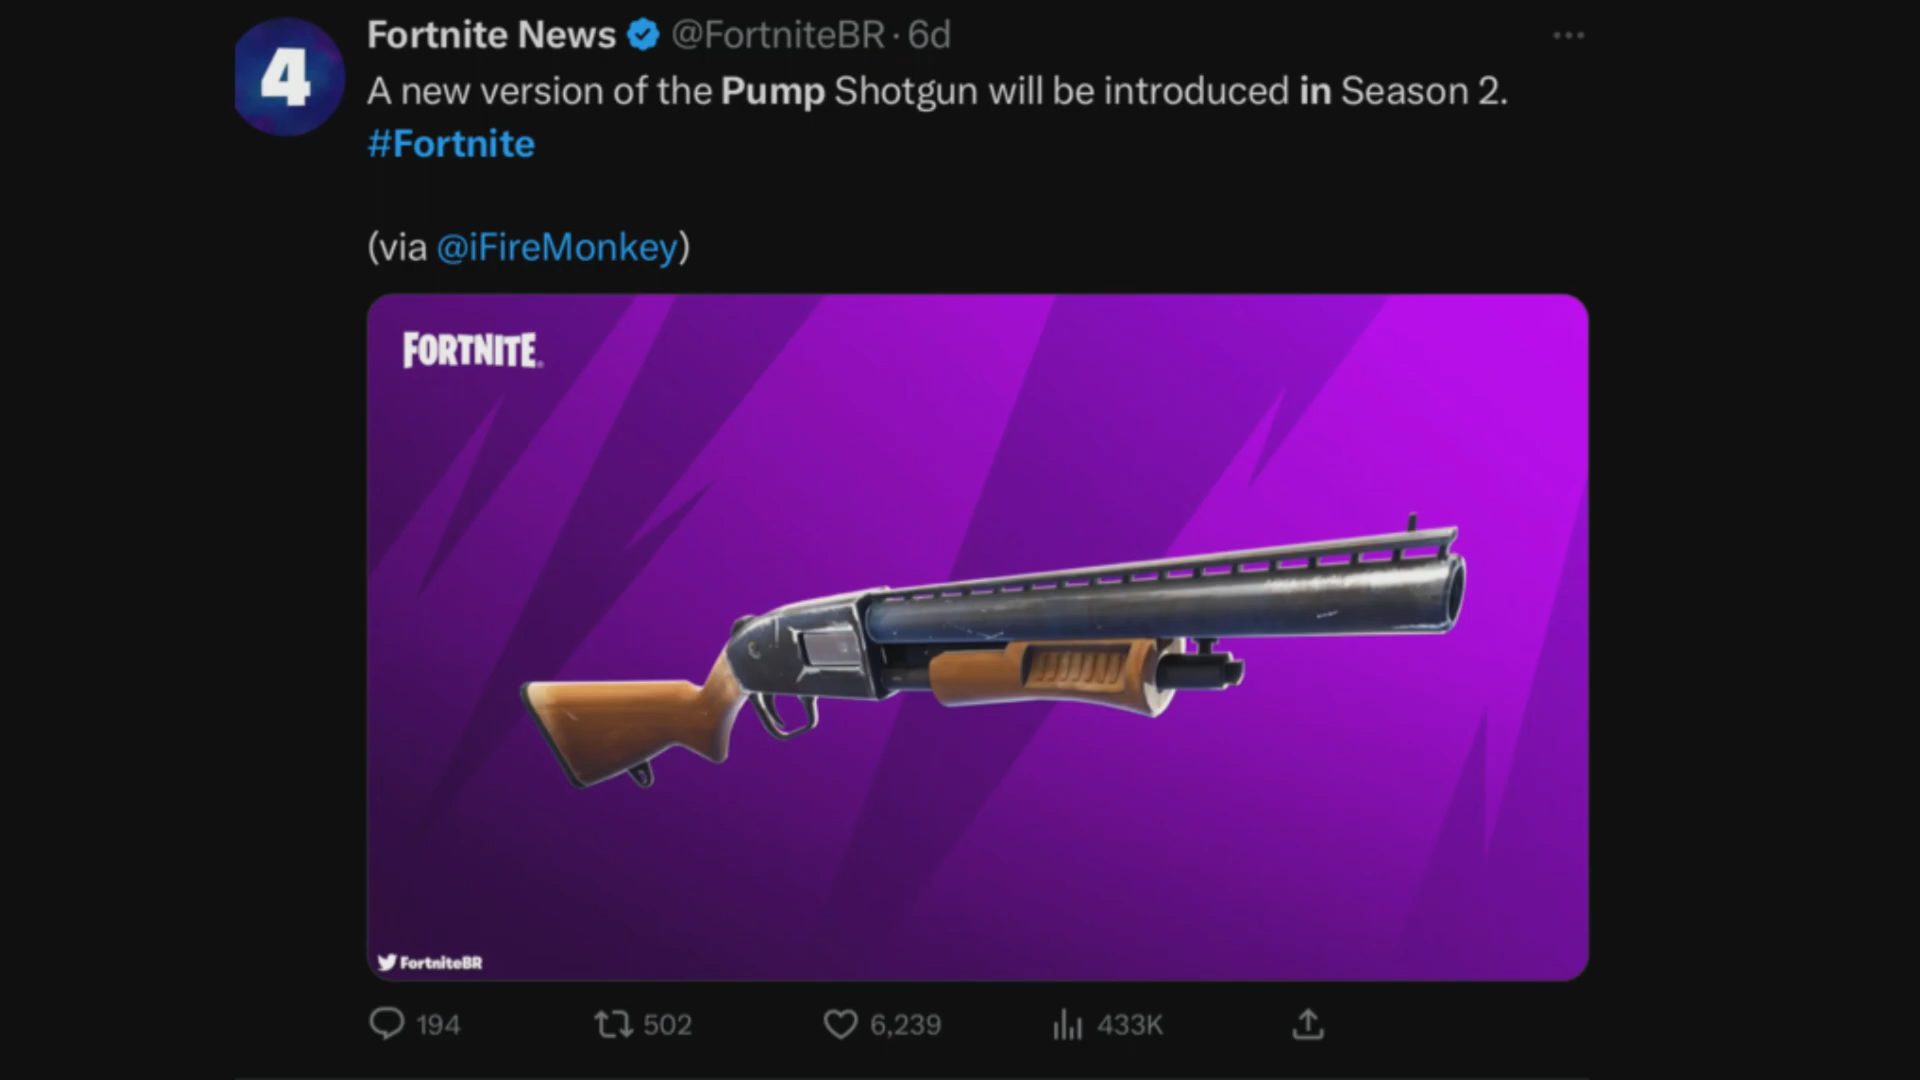 4
Fortnite News @FortniteBR · 6d
A new version of the Pump Shotgun will be introduced in Season 2.
#Fortnite
(via @iFireMonkey)
FORTNITE
FortniteBR
194 502 6,239 433K